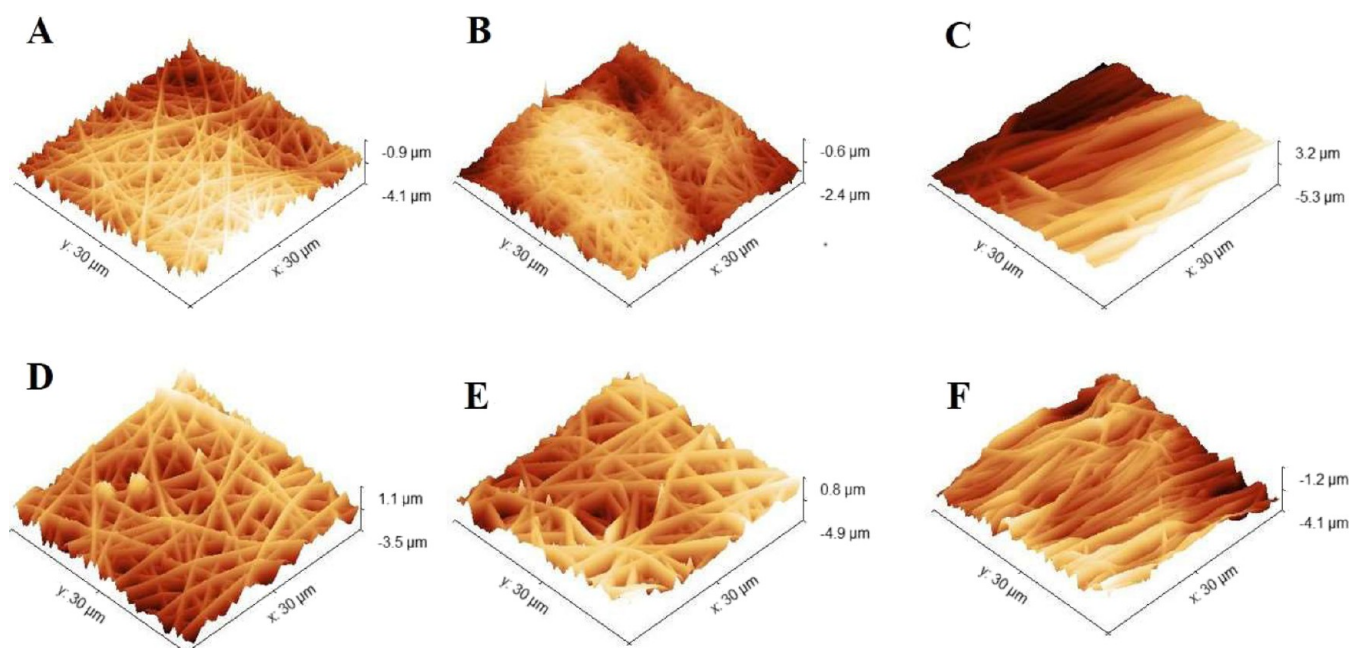 A
-0.9 µm
-4.1 µm
y: 30 µm
x: 30 µm
B
-0.6 µm
-2.4 µm
y: 30 µm
x: 30 µm
C
3.2 µm
-5.3 µm
y: 30 µm
x: 30 µm
D
1.1 µm
-3.5 µm
y: 30 µm
x: 30 µm
E
0.8 µm
-4.9 µm
y: 30 µm
x: 30 µm
F
-1.2 µm
-4.1 µm
y: 30 µm
x: 30 µm